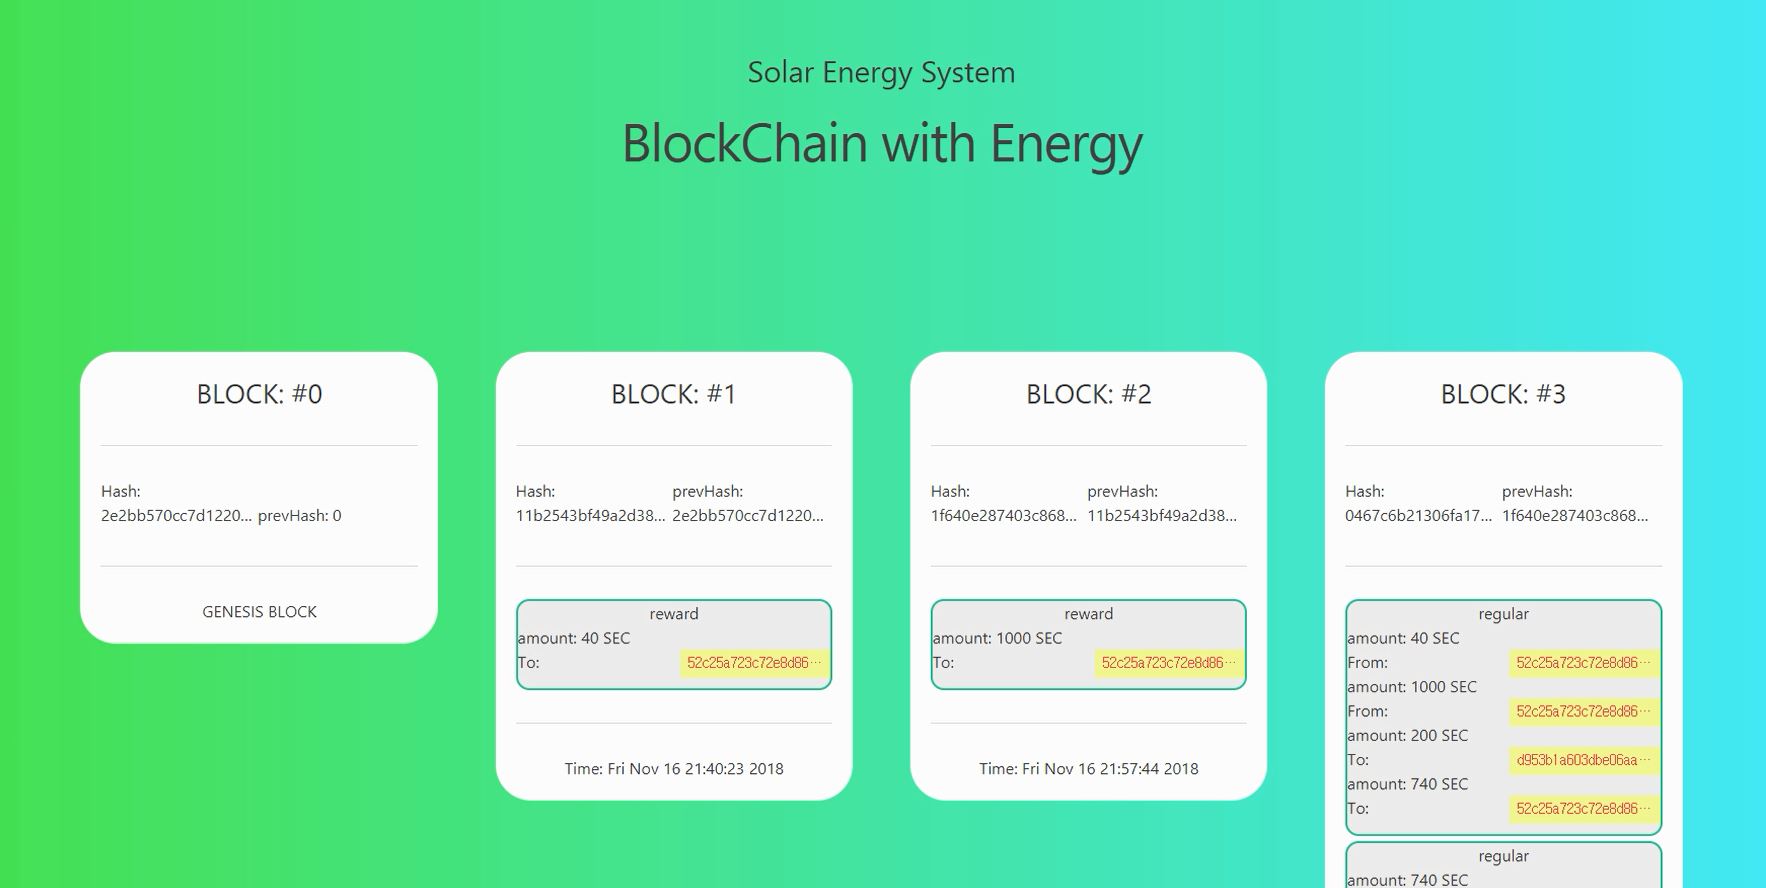 Solar Energy System
BlockChain with Energy
BLOCK: #0
Hash:
2e2bb570cc7d1220... prevHash: 0
GENESIS BLOCK
BLOCK: #1
Hash: prevHash:
11b2543bf49a2d38... 2e2bb570cc7d1220...
reward
amount: 40 SEC
To: 52c25a723c72e8d86...
Time: Fri Nov 16 21:40:23 2018
BLOCK: #2
Hash: prevHash:
1f640e287403c868... 11b2543bf49a2d38...
reward
amount: 1000 SEC
To: 52c25a723c72e8d86...
Time: Fri Nov 16 21:57:44 2018
BLOCK: #3
Hash: prevHash:
0467c6b21306fa17... 1f640e287403c868...
regular
amount: 40 SEC
From: 52c25a723c72e8d86...
amount: 1000 SEC
From: 52c25a723c72e8d86...
amount: 200 SEC
To: d953b1a603dbe06aa...
amount: 740 SEC
To: 52c25a723c72e8d86...
regular
amount: 740 SEC